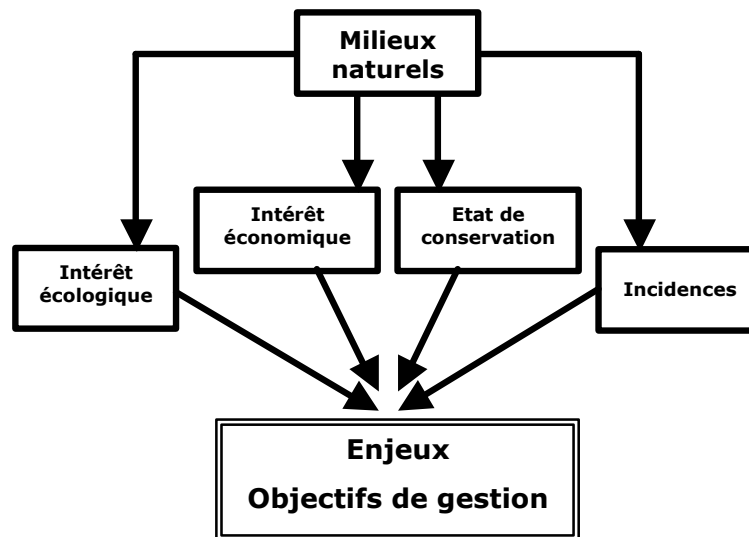 Milieux
naturels
Intérêt
économique
Etat de
conservation
Intérêt
écologique
Incidences
Enjeux
Objectifs de gestion